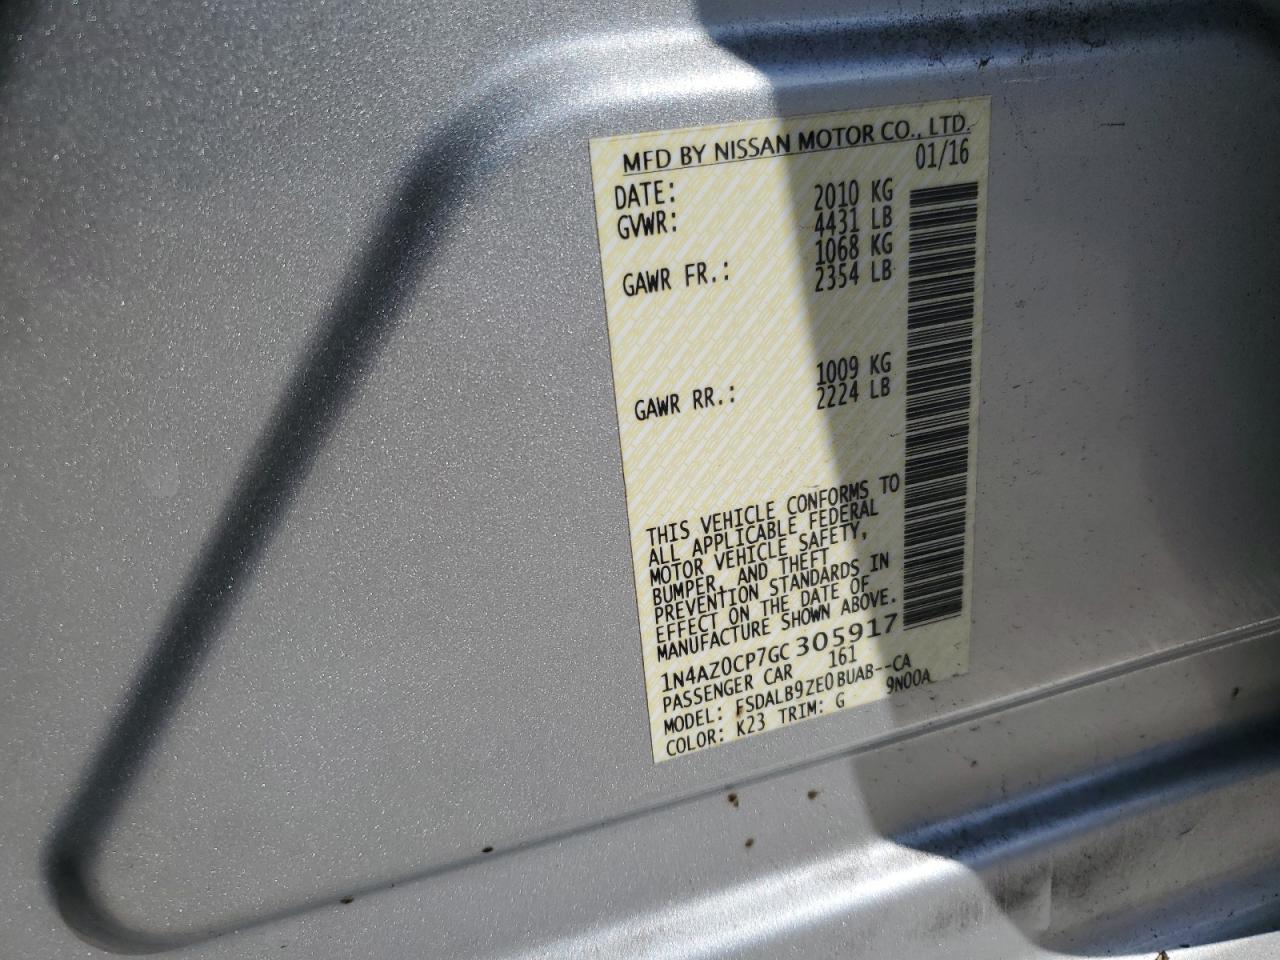 MFD BY NISSAN MOTOR CO., LTD.
DATE: 01/16
GVWR: 2010 KG
4431 LB
GAWR FR.: 1068 KG
2354 LB
GAWR RR.: 1009 KG
2224 LB
THIS VEHICLE CONFORMS TO
ALL APPLICABLE FEDERAL
MOTOR VEHICLE SAFETY,
BUMPER, AND THEFT
PREVENTION STANDARDS IN
EFFECT ON THE DATE OF
MANUFACTURE SHOWN ABOVE.
1N4AZ0CP7GC305917
PASSENGER CAR 161
MODEL: FSDALB9ZE0BUAB--CA
COLOR: K23 TRIM: G 9N00A